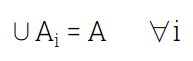 ∪Aᵢ = A ∀i